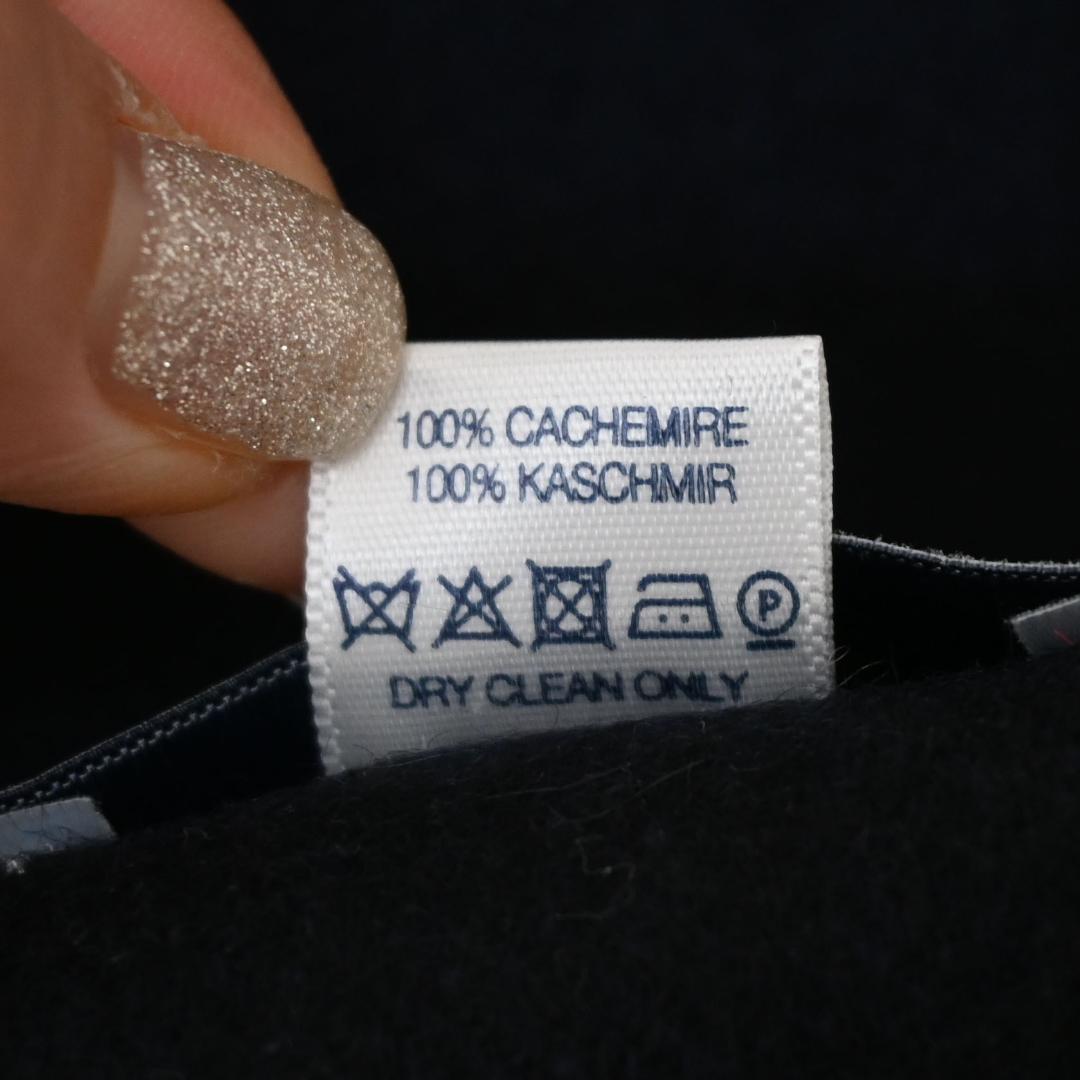 100% CACHEMIRE
100% KASCHMIR
P
DRY CLEAN ONLY